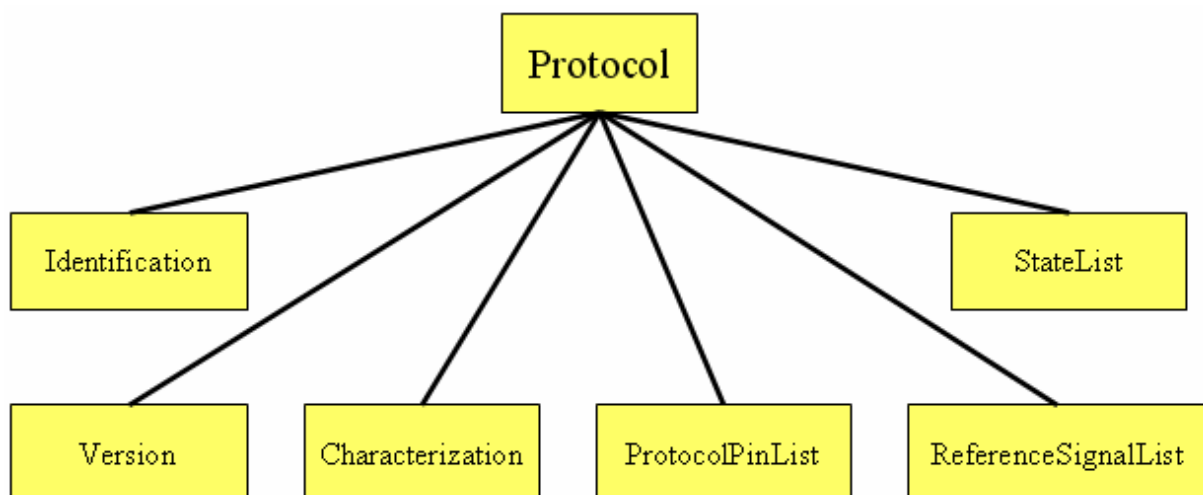 Protocol
Identification
StateList
Version
Characterization
ProtocolPinList
ReferenceSignalList